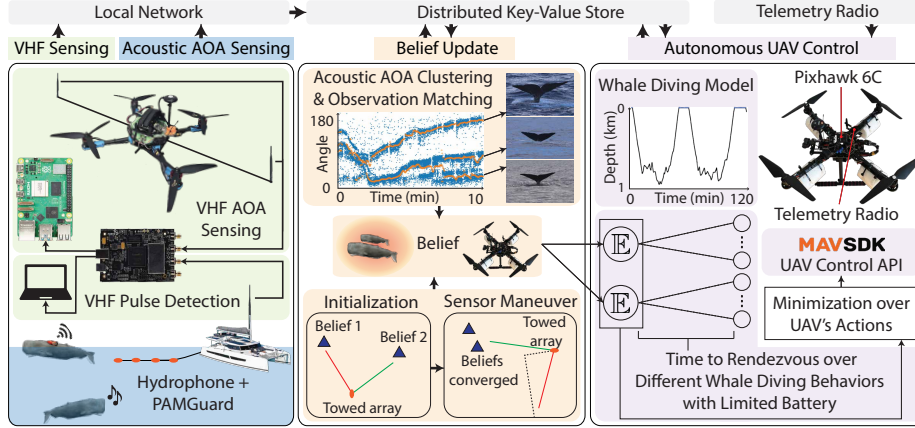 Local Network
Distributed Key-Value Store
Telemetry Radio
VHF Sensing
Acoustic AOA Sensing
Belief Update
Autonomous UAV Control
VHF AOA
Sensing
VHF Pulse Detection
Hydrophone +
PAMGuard
Acoustic AOA Clustering
& Observation Matching
180
Angle
0
0
Time (min)
10
Belief
Initialization
Belief 1
Belief 2
Towed array
Sensor Maneuver
Towed
array
Beliefs
converged
Whale Diving Model
0
Depth (km)
1
0
Time (min)
120
Pixhawk 6C
Telemetry Radio
𝔼
𝔼
MAVSDK
UAV Control API
Minimization over
UAV's Actions
Time to Rendezvous over
Different Whale Diving Behaviors
with Limited Battery